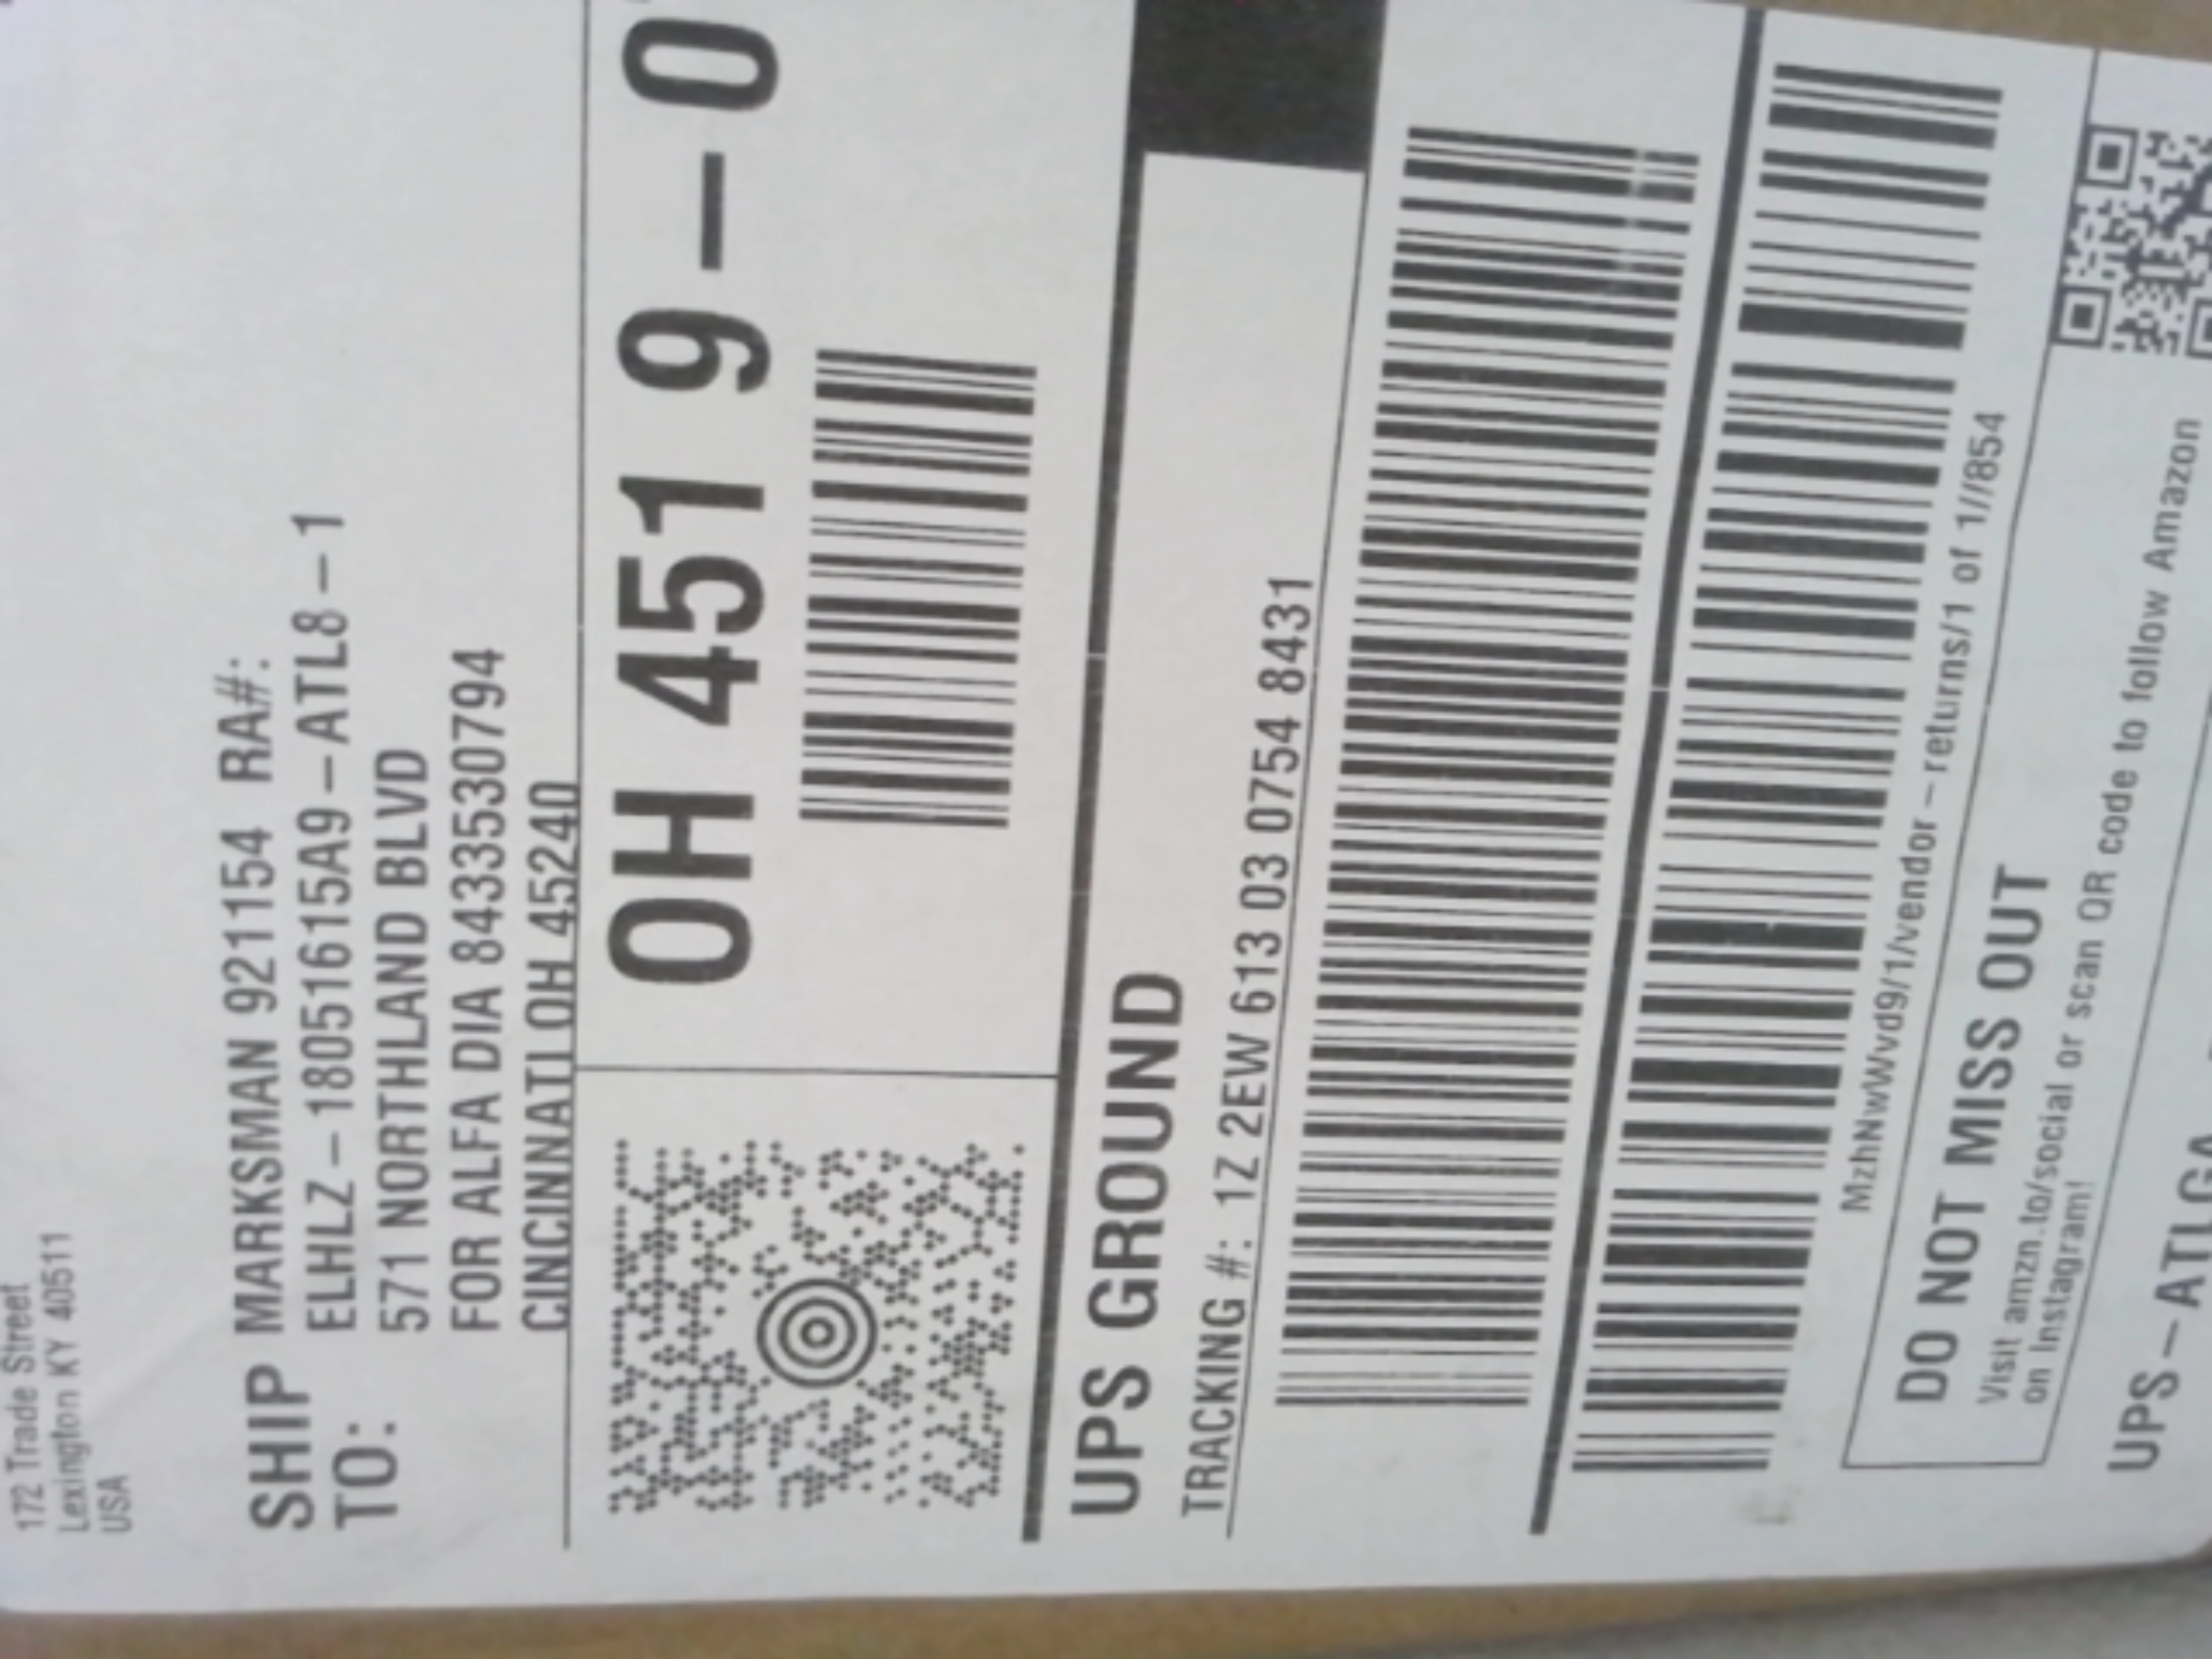 172 Trade Street
Lexington KY 40511
USA
SHIP TO:
MARKSMAN 921154 RA#:
ELHLZ-18051615A9-ATL8-1
571 NORTHLAND BLVD
FOR ALFA DIA 8433530794
CINCINNATI OH 45240
OH 451 9-0
UPS GROUND
TRACKING #: 1Z 2EW 613 03 0754 8431
MzhNwWvd9/1/vendor-returns/1 of 1//854
DO NOT MISS OUT
Visit amzn.to/social or scan QR code to follow Amazon
on Instagram!
UPS-ATLGA